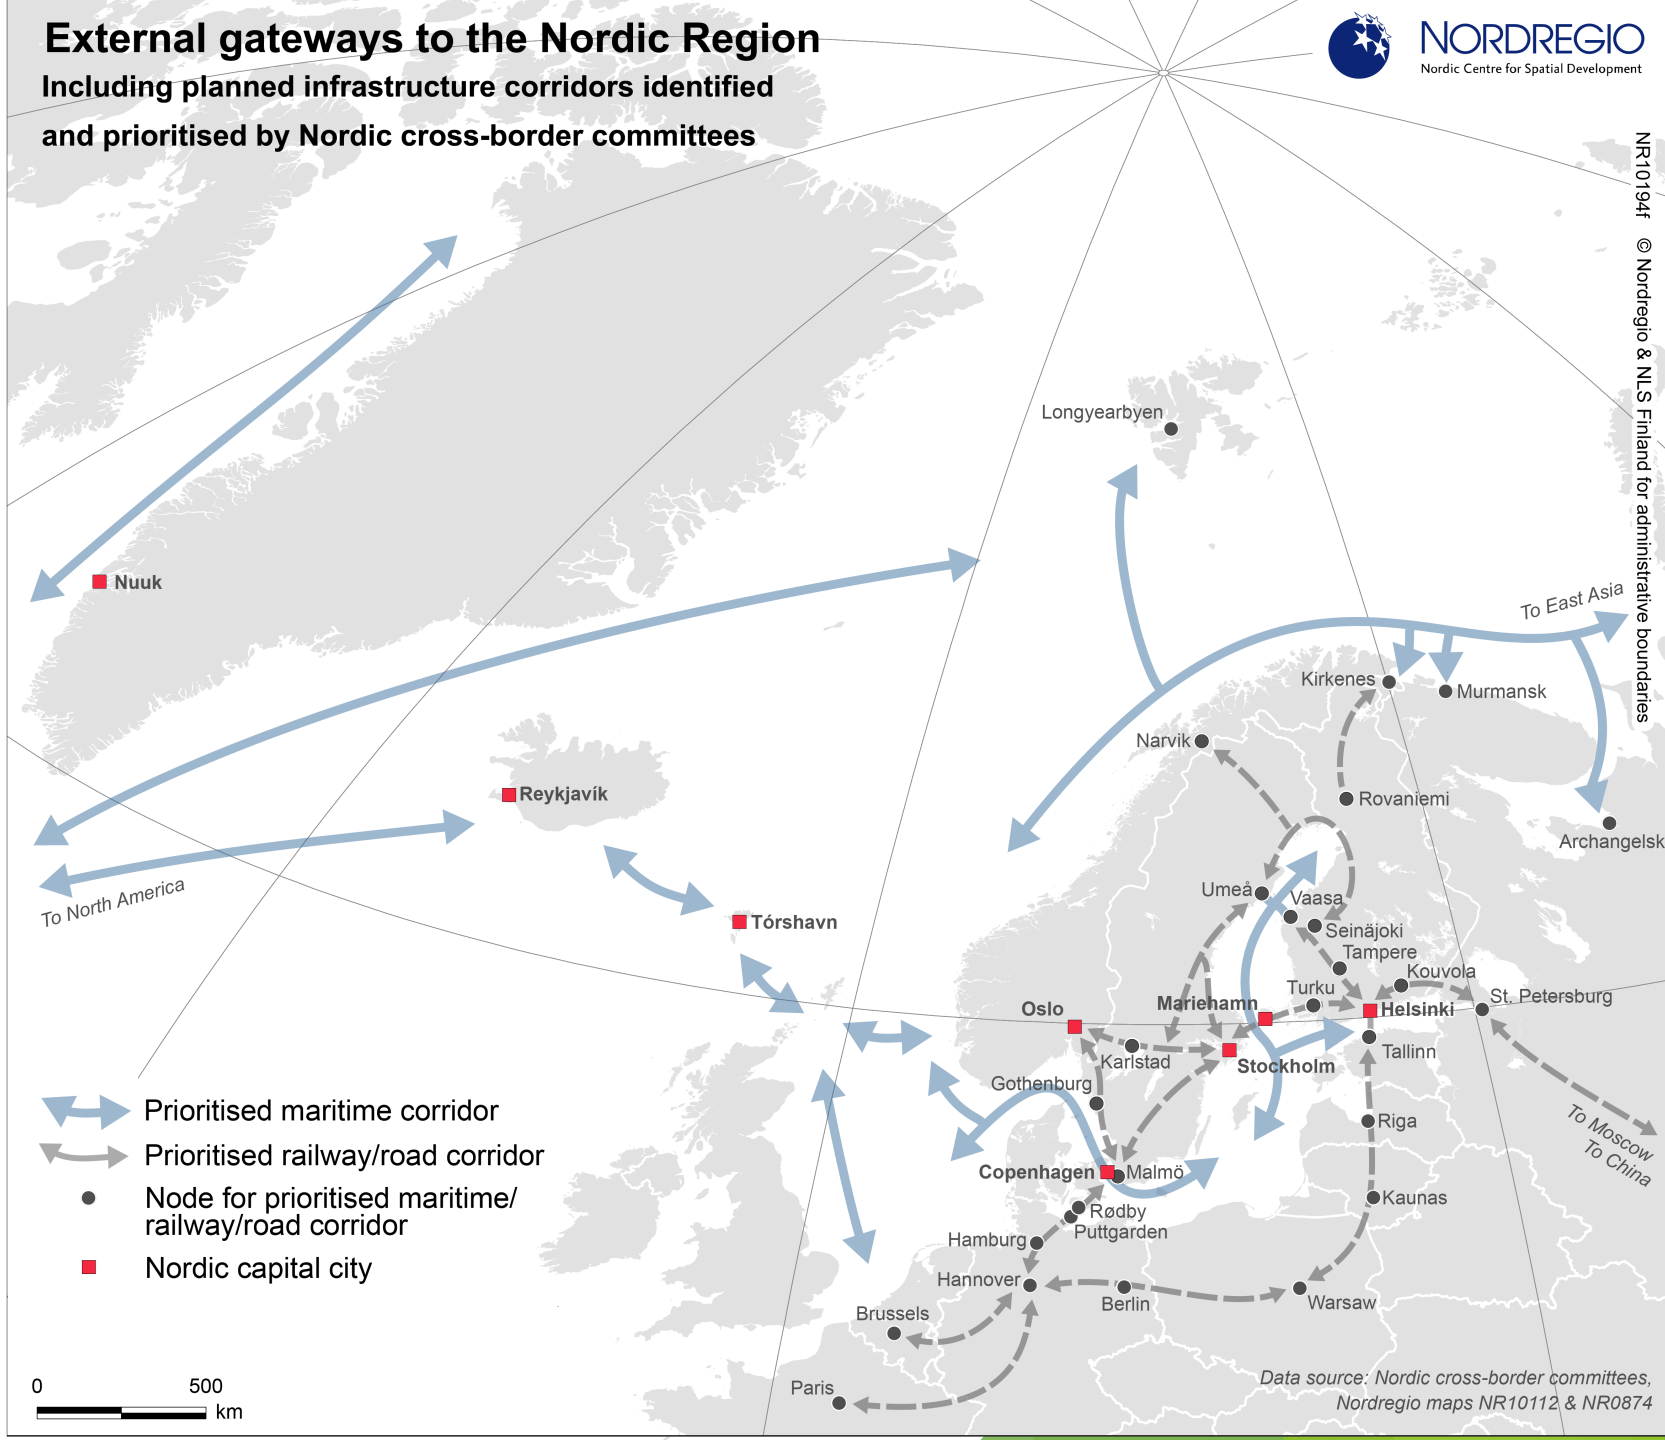 External gateways to the Nordic Region
Including planned infrastructure corridors identified
and prioritised by Nordic cross-border committees
NORDREGIO
Nordic Centre for Spatial Development
NR10194f © Nordregio & NLS Finland for administrative boundaries
Longyearbyen
Nuuk
To East Asia
Kirkenes
Murmansk
Narvik
Reykjavík
Rovaniemi
Archangelsk
To North America
Umeå
Vaasa
Tórshavn
Seinäjoki
Tampere
Kouvola
Turku
Mariehamn
St. Petersburg
Oslo
Helsinki
Karlstad
Tallinn
Stockholm
Gothenburg
Riga
To Moscow
To China
Copenhagen
Malmö
Kaunas
Rødby
Puttgarden
Hamburg
Hannover
Berlin
Warsaw
Brussels
Paris
Prioritised maritime corridor
Prioritised railway/road corridor
Node for prioritised maritime/
railway/road corridor
Nordic capital city
0 500
km
Data source: Nordic cross-border committees,
Nordregio maps NR10112 & NR0874